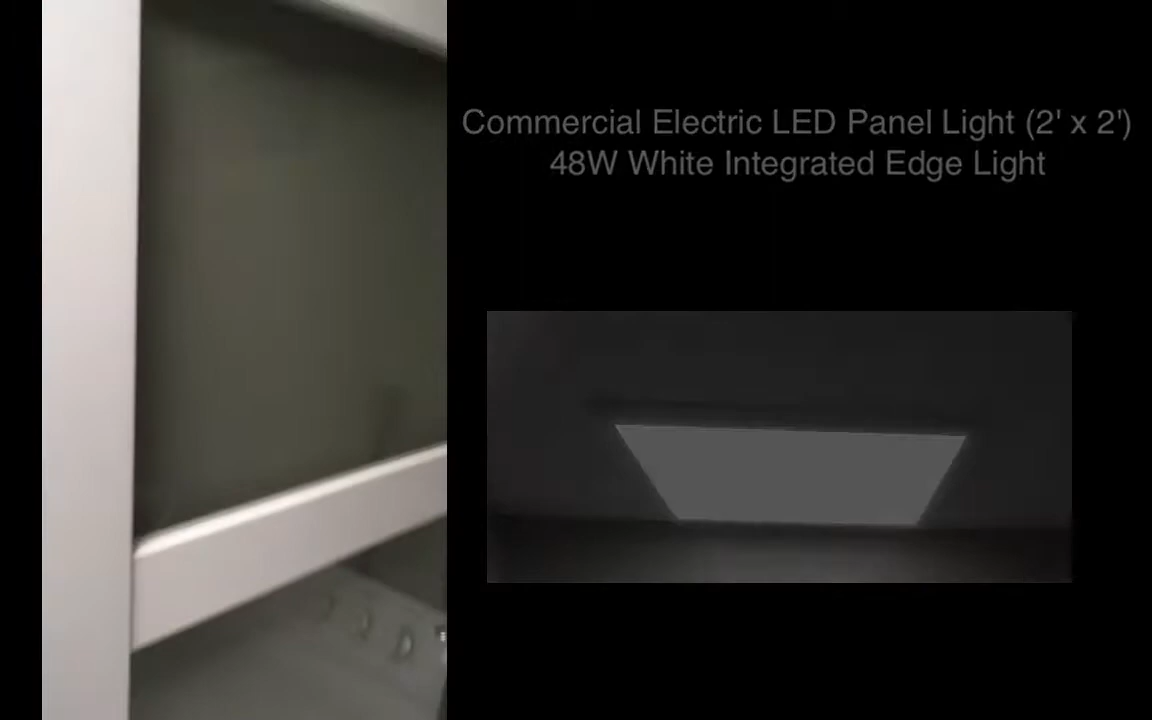 Commercial Electric LED Panel Light (2' x 2')
48W White Integrated Edge Light